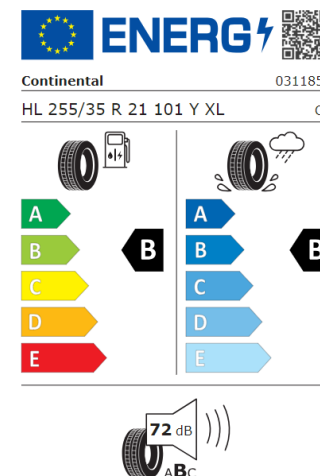 ENERG
Continental 031185
HL 255/35 R 21 101 Y XL C
A A
B B B B
C C
D D
E E
72 dB
ABC